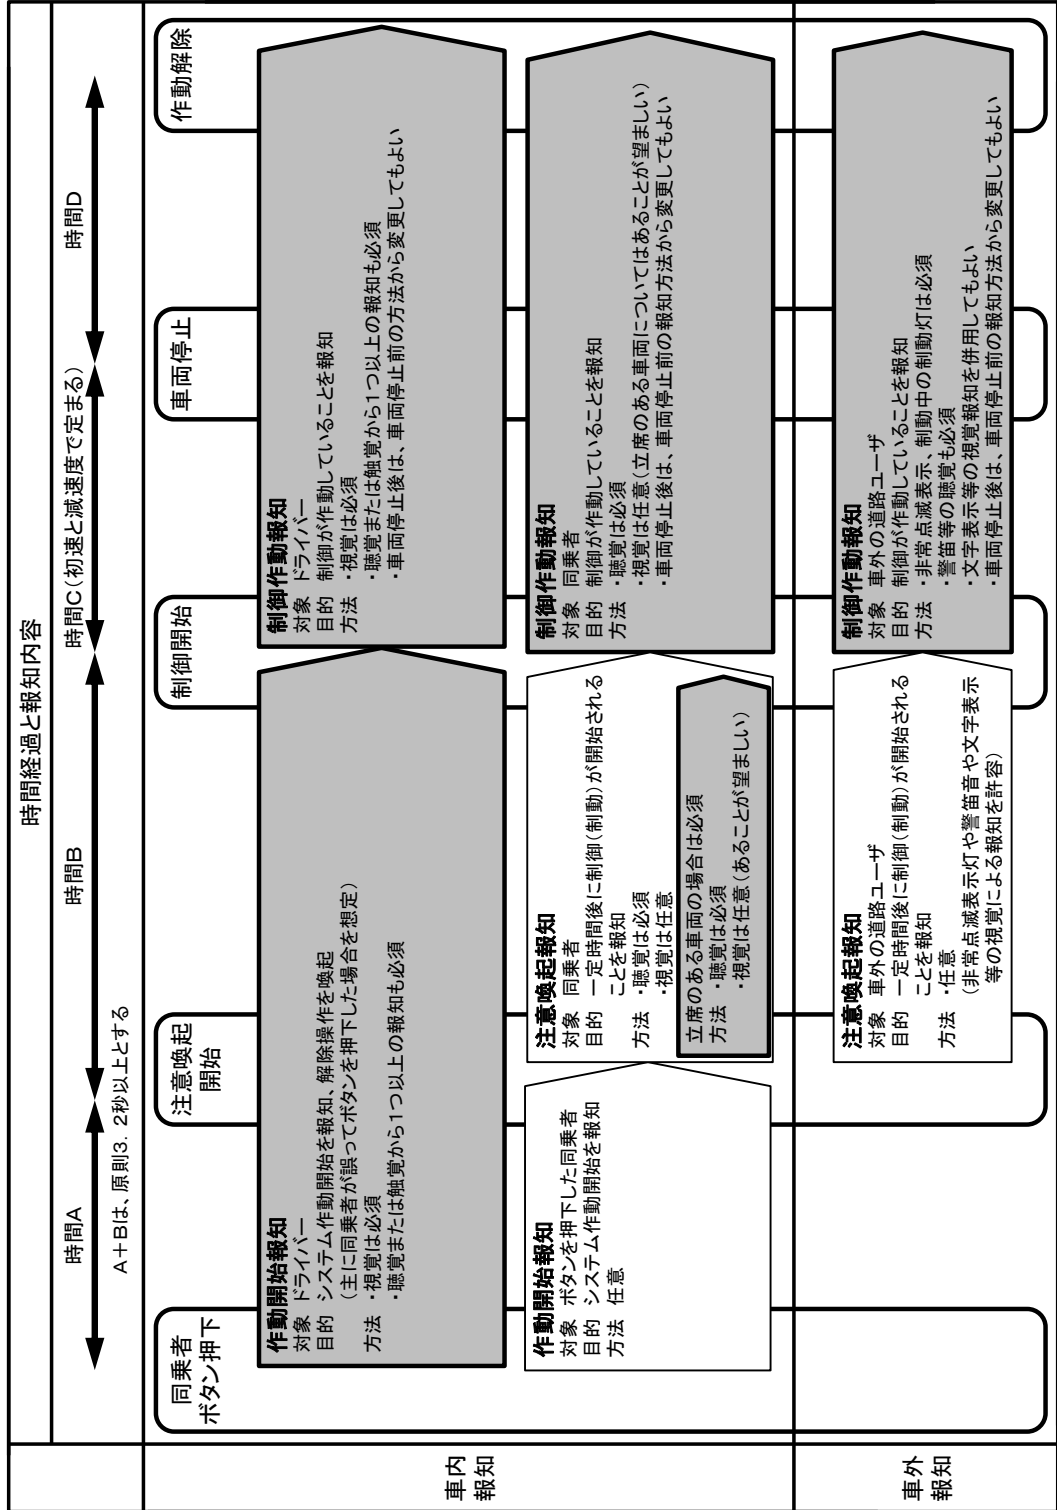 時間経過と報知内容
時間A
時間B
時間C(初速と減速度で定まる)
時間D
A+Bは、原則3.2秒以上とする
同乗者
ボタン押下
注意喚起
開始
制御開始
車両停止
作動解除
車内
報知
作動開始報知
対象 ドライバー
目的 システム作動開始を報知、解除操作を喚起
(主に同乗者が誤ってボタンを押下した場合を想定)
方法 ・視覚は必須
・聴覚または触覚から1つ以上の報知も必須
制御作動報知
対象 ドライバー
目的 制御が作動していることを報知
方法 ・視覚は必須
・聴覚または触覚から1つ以上の報知も必須
・車両停止後は、車両停止前の方法から変更してもよい
作動開始報知
対象 ボタンを押下した同乗者
目的 システム作動開始を報知
方法 任意
注意喚起報知
対象 同乗者
目的 一定時間後に制御(制動)が開始される
ことを報知
方法 ・聴覚は必須
・視覚は任意
立席のある車両の場合は必須
方法 ・聴覚は必須
・視覚は任意(あることが望ましい)
制御作動報知
対象 同乗者
目的 制御が作動していることを報知
方法 ・聴覚は必須
・視覚は任意(立席のある車両についてはあることが望ましい)
・車両停止後は、車両停止前の報知方法から変更してもよい
車外
報知
注意喚起報知
対象 車外の道路ユーザ
目的 一定時間後に制御(制動)が開始される
ことを報知
方法 ・任意
(非常点滅表示灯や警笛音や文字表示
等の視覚による報知を許容)
制御作動報知
対象 車外の道路ユーザ
目的 制御が作動していることを報知
方法 ・非常点滅表示、制動中の制動灯は必須
・警笛等の聴覚も必須
・文字表示等の視覚報知を併用してもよい
・車両停止後は、車両停止前の報知方法から変更してもよい